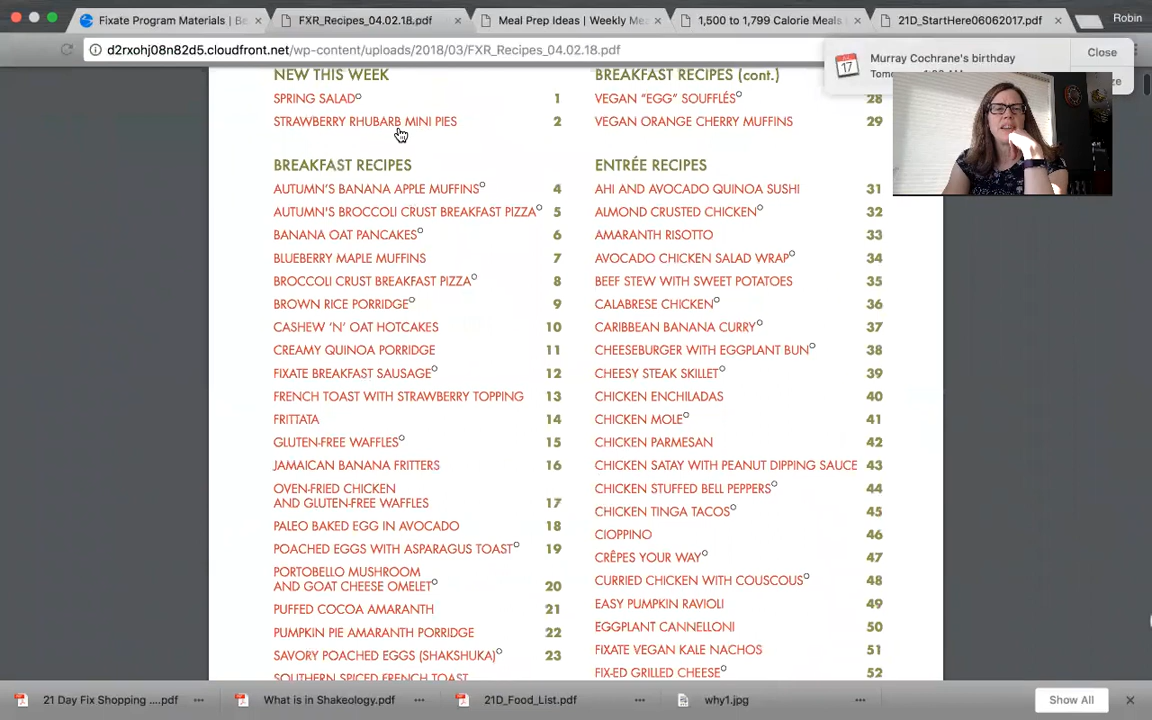 Fixate Program Materials | Be
FXR_Recipes_04.02.18.pdf
Meal Prep Ideas | Weekly Me
1,500 to 1,799 Calorie Meals
21D_StartHere06062017.pdf
Robin
d2rxohj08n82d5.cloudfront.net/wp-content/uploads/2018/03/FXR_Recipes_04.02.18.pdf
17
Murray Cochrane's birthday
Close
NEW THIS WEEK
SPRING SALAD° 1
STRAWBERRY RHUBARB MINI PIES 2
BREAKFAST RECIPES
AUTUMN'S BANANA APPLE MUFFINS° 4
AUTUMN'S BROCCOLI CRUST BREAKFAST PIZZA° 5
BANANA OAT PANCAKES° 6
BLUEBERRY MAPLE MUFFINS 7
BROCCOLI CRUST BREAKFAST PIZZA° 8
BROWN RICE PORRIDGE° 9
CASHEW 'N' OAT HOTCAKES 10
CREAMY QUINOA PORRIDGE 11
FIXATE BREAKFAST SAUSAGE° 12
FRENCH TOAST WITH STRAWBERRY TOPPING 13
FRITTATA 14
GLUTEN-FREE WAFFLES° 15
JAMAICAN BANANA FRITTERS 16
OVEN-FRIED CHICKEN
AND GLUTEN-FREE WAFFLES 17
PALEO BAKED EGG IN AVOCADO 18
POACHED EGGS WITH ASPARAGUS TOAST° 19
PORTOBELLO MUSHROOM
AND GOAT CHEESE OMELET° 20
PUFFED COCOA AMARANTH 21
PUMPKIN PIE AMARANTH PORRIDGE 22
SAVORY POACHED EGGS (SHAKSHUKA)° 23
SOUTHERN SPICED FRENCH TOAST
BREAKFAST RECIPES (cont.)
VEGAN "EGG" SOUFFLÉS° 28
VEGAN ORANGE CHERRY MUFFINS 29
ENTRÉE RECIPES
AHI AND AVOCADO QUINOA SUSHI 31
ALMOND CRUSTED CHICKEN° 32
AMARANTH RISOTTO 33
AVOCADO CHICKEN SALAD WRAP° 34
BEEF STEW WITH SWEET POTATOES 35
CALABRESE CHICKEN° 36
CARIBBEAN BANANA CURRY° 37
CHEESEBURGER WITH EGGPLANT BUN° 38
CHEESY STEAK SKILLET° 39
CHICKEN ENCHILADAS 40
CHICKEN MOLE° 41
CHICKEN PARMESAN 42
CHICKEN SATAY WITH PEANUT DIPPING SAUCE 43
CHICKEN STUFFED BELL PEPPERS° 44
CHICKEN TINGA TACOS° 45
CIOPPINO 46
CRÊPES YOUR WAY° 47
CURRIED CHICKEN WITH COUSCOUS° 48
EASY PUMPKIN RAVIOLI 49
EGGPLANT CANNELLONI 50
FIXATE VEGAN KALE NACHOS 51
FIX-ED GRILLED CHEESE° 52
21 Day Fix Shopping ....pdf
What is in Shakeology.pdf
21D_Food_List.pdf
why1.jpg
Show All